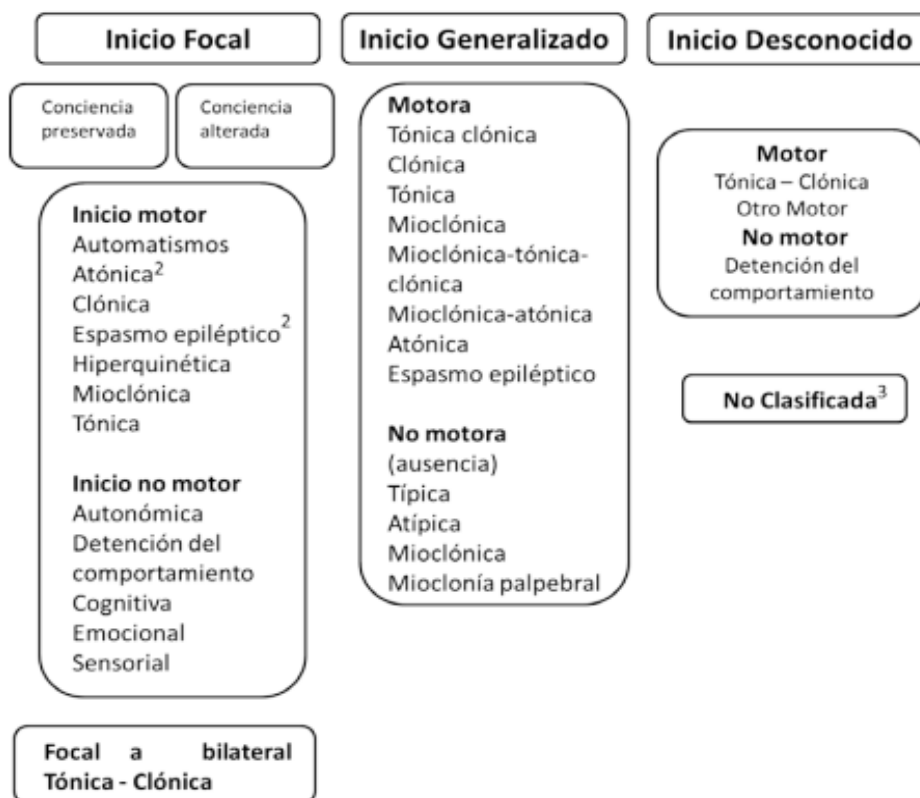 Inicio Focal
Conciencia
preservada
Conciencia
alterada
Inicio motor
Automatismos
Atónica2
Clónica
Espasmo epiléptico2
Hiperquinética
Mioclónica
Tónica
Inicio no motor
Autonómica
Detención del
comportamiento
Cognitiva
Emocional
Sensorial
Focal a bilateral
Tónica - Clónica
Inicio Generalizado
Motora
Tónica clónica
Clónica
Tónica
Mioclónica
Mioclónica-tónica-
clónica
Mioclónica-atónica
Atónica
Espasmo epiléptico
No motora
(ausencia)
Típica
Atípica
Mioclónica
Mioclonía palpebral
Inicio Desconocido
Motor
Tónica – Clónica
Otro Motor
No motor
Detención del
comportamiento
No Clasificada3